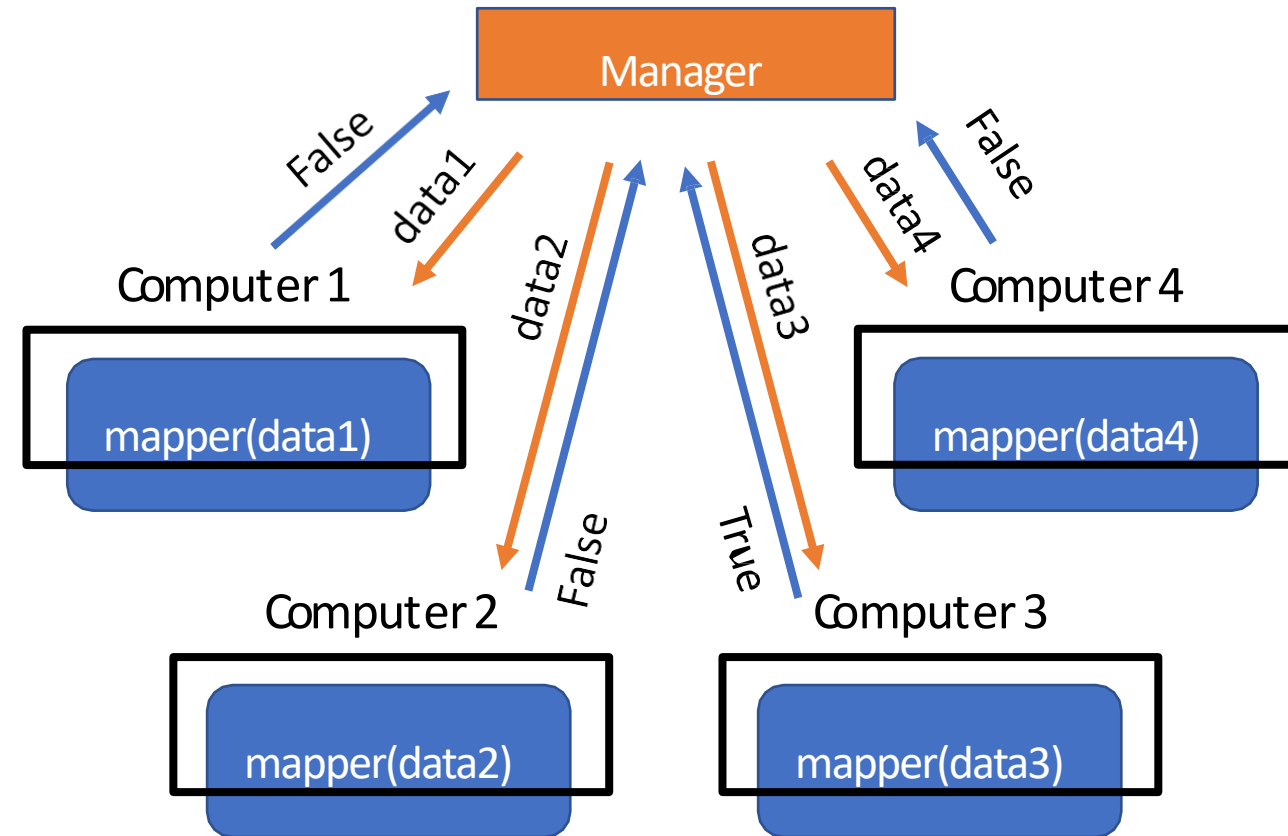 Manager
False
data1
data2
data3
data4
False
Computer 1
Computer 4
mapper(data1)
mapper(data4)
False
True
Computer 2
Computer 3
mapper(data2)
mapper(data3)